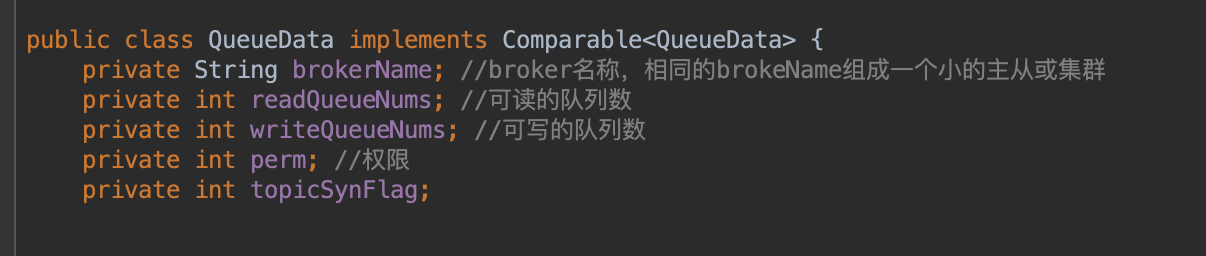 public class QueueData implements Comparable<QueueData> {
private String brokerName; //broker名称，相同的brokeName组成一个小的主从或集群
private int readQueueNums; //可读的队列数
private int writeQueueNums; //可写的队列数
private int perm; //权限
private int topicSynFlag;